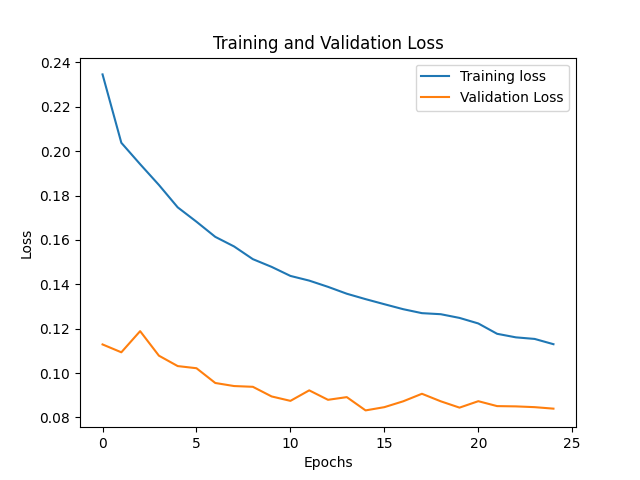 Training and Validation Loss
Training loss
Validation Loss
Loss
0.24
0.22
0.20
0.18
0.16
0.14
0.12
0.10
0.08
0 5 10 15 20 25
Epochs